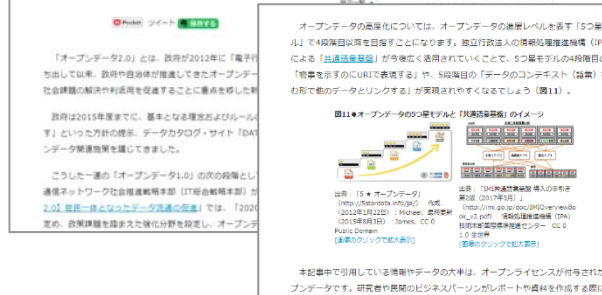 Pocket ツイート B! 保存する
「オープンデータ2.0」とは、政府が2012年に「電子行
ち出して以来、政府や自治体が推進してきたオープンデー
社会課題の解決や利活用を促進することに重点を移した新
政府は2015年度までに、基本となる理念およびルールの
す」といった方針の提示、データカタログ・サイト「DAT
ンデータ関連施策を講じてきました。
こうした一連の「オープンデータ1.0」の次の段階とし
通信ネットワーク社会推進戦略本部（IT総合戦略本部）が
2.0】官民一体となったデータ流通の促進」では、「2020
定め、政策課題を踏まえた強化分野を設定し、オープンデ
オープンデータの高度化については、オープンデータの進展レベルを表す「5つ星
ル」で4段階目以降を目指すことになります。独立行政法人の情報処理推進機構（IP
による「共通語彙基盤」が今後広く活用されていくことで、5つ星モデルの4段階目の
「物事を示すのにURIで表現する」や、5段階目の「データのコンテキスト（語彙）を
む形で他のデータとリンクする」が実現されやすくなるでしょう（図11）。
図11●オープンデータの5つ星モデルと「共通語彙基盤」のイメージ
出典：「5 ★ オープンデータ」
（http://5stardata.info/ja/） 作成
（2012年1月22日）：Michael、最終更新
（2015年8月3日）：James、CC 0
Public Domain
[画像のクリックで拡大表示]
出典：「IMI共通語彙基盤 導入の手引き
第2版（2017年3月）」
（http://imi.go.jp/doc/IMIOverviewBo
ok_v2.pdf） 情報処理推進機構（IPA）
技術本部国際標準推進センター CC 0
1.0 全世界
[画像のクリックで拡大表示]
本記事中で引用している情報やデータの大半は、オープンライセンスが付与された
プンデータです。研究者や民間のビジネスパーソンがレポートや資料を作成する際に